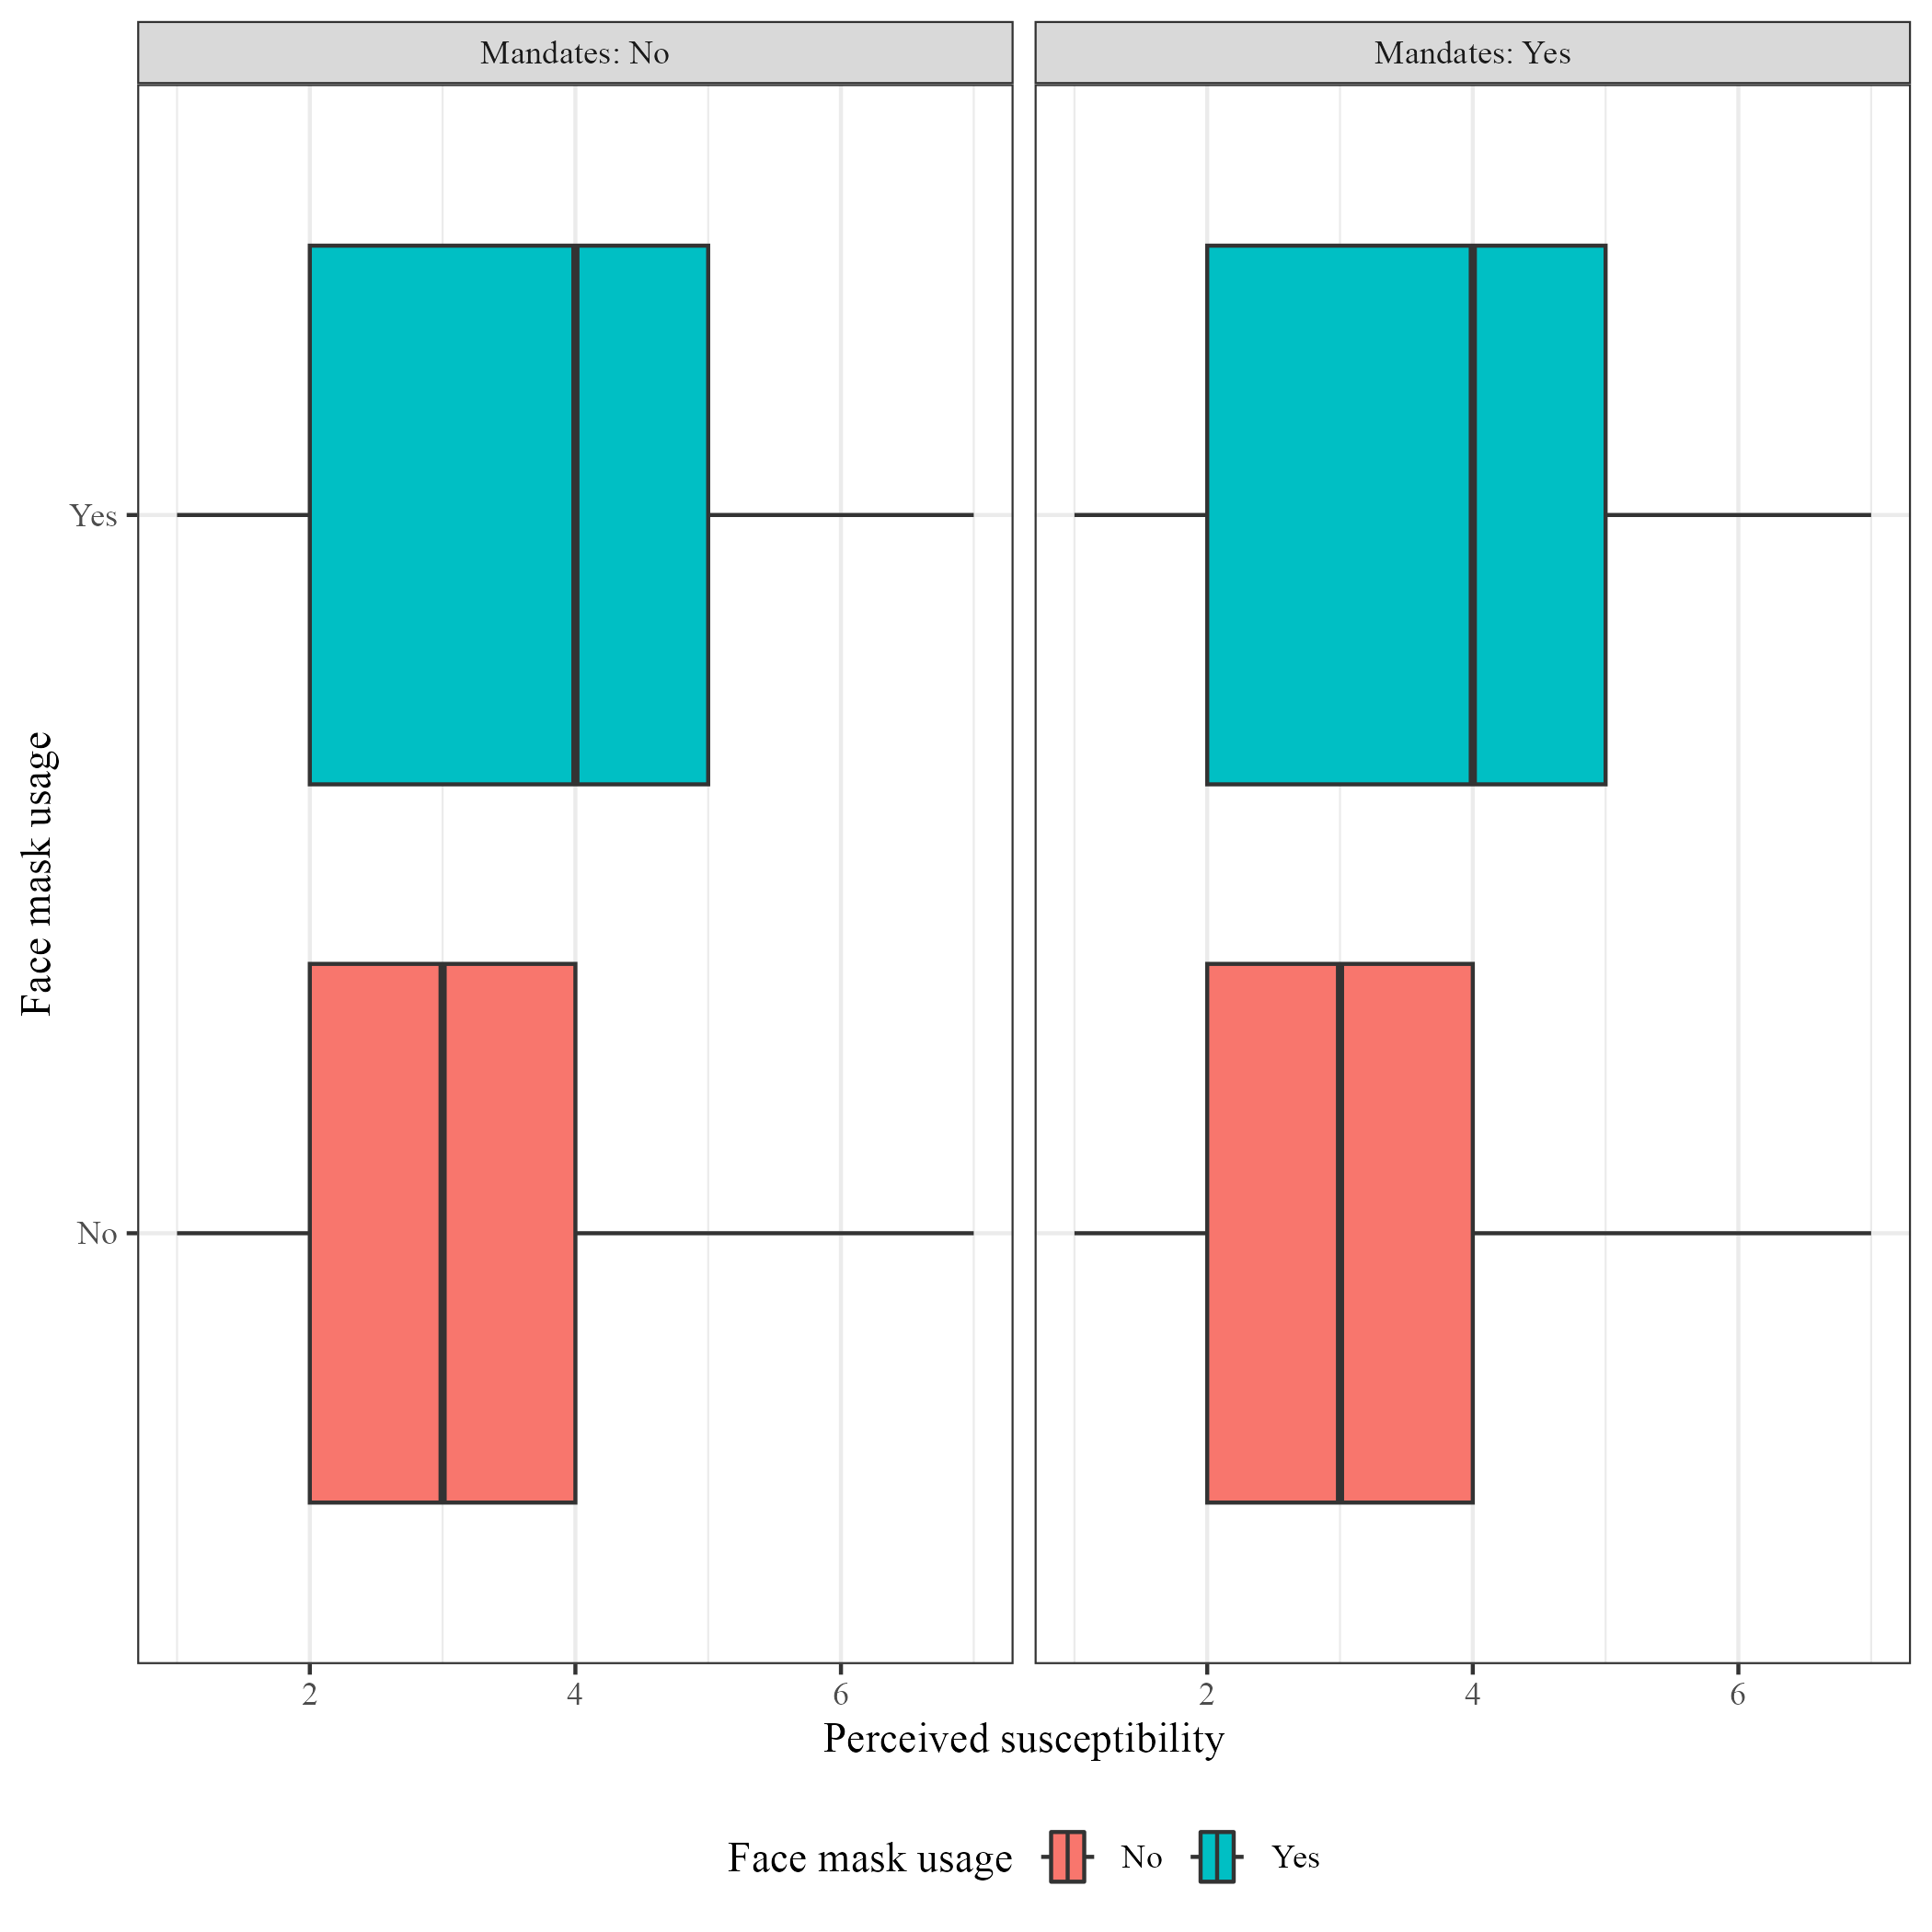 Mandates: No
Mandates: Yes
Face mask usage
Yes
No
2 4 6
2 4 6
Perceived susceptibility
Face mask usage No Yes